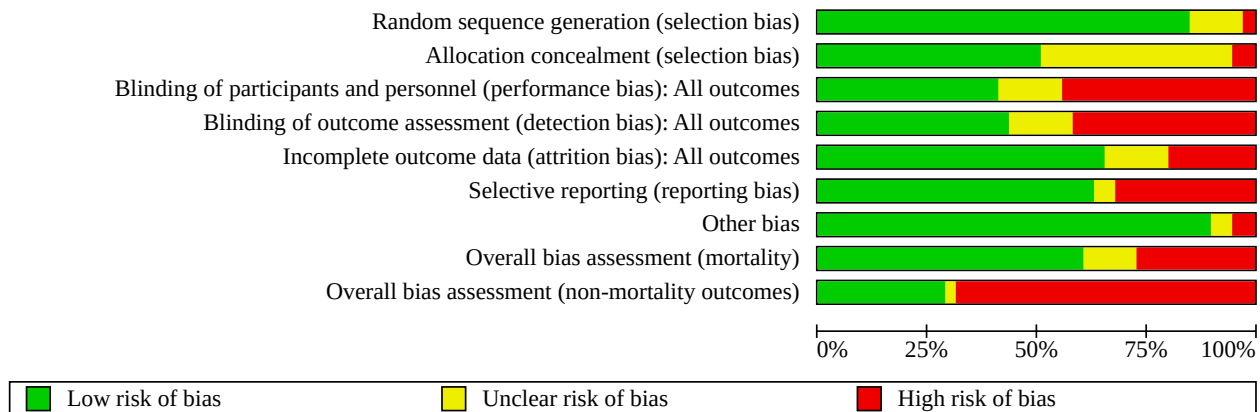 Random sequence generation (selection bias)
Allocation concealment (selection bias)
Blinding of participants and personnel (performance bias): All outcomes
Blinding of outcome assessment (detection bias): All outcomes
Incomplete outcome data (attrition bias): All outcomes
Selective reporting (reporting bias)
Other bias
Overall bias assessment (mortality)
Overall bias assessment (non-mortality outcomes)
0% 25% 50% 75% 100%
Low risk of bias Unclear risk of bias High risk of bias